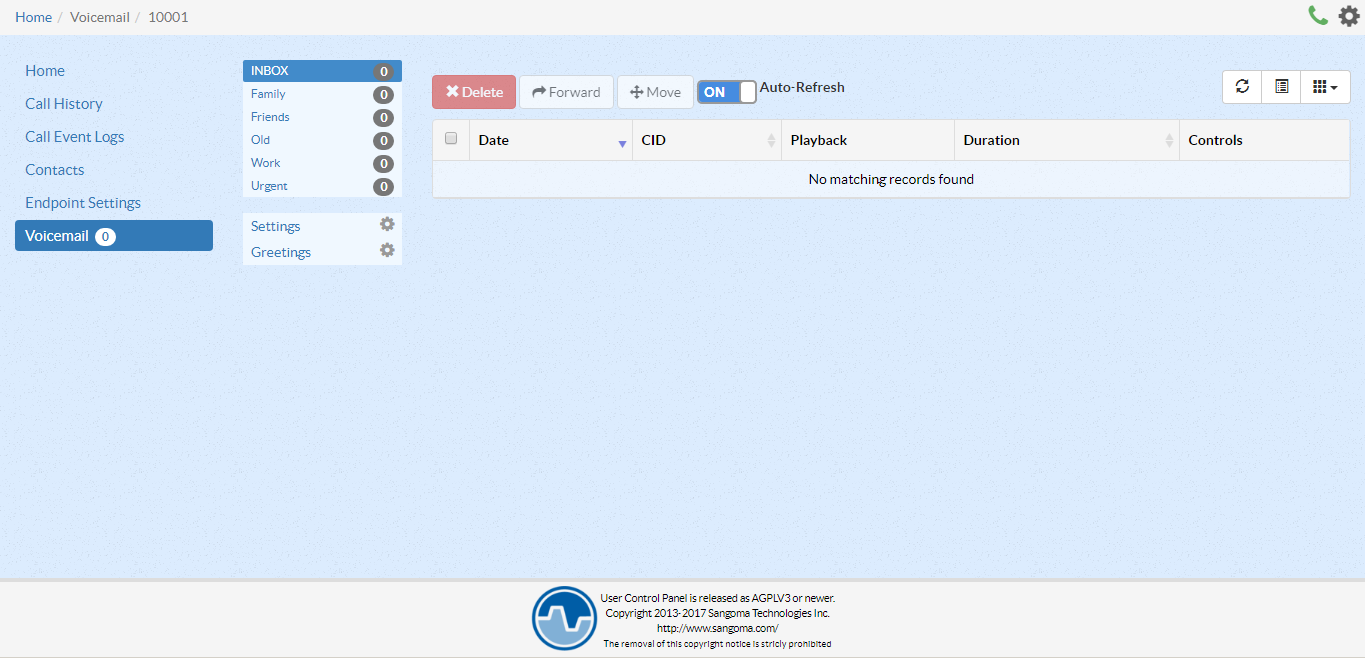 Home / Voicemail / 10001
Home
Call History
Call Event Logs
Contacts
Endpoint Settings
Voicemail 0
INBOX 0
Family 0
Friends 0
Old 0
Work 0
Urgent 0
Settings
Greetings
Delete Forward Move ON Auto-Refresh
Date CID Playback Duration Controls
No matching records found
User Control Panel is released as AGPLV3 or newer.
Copyright 2013-2017 Sangoma Technologies Inc.
http://www.sangoma.com/
The removal of this copyright notice is stricly prohibited